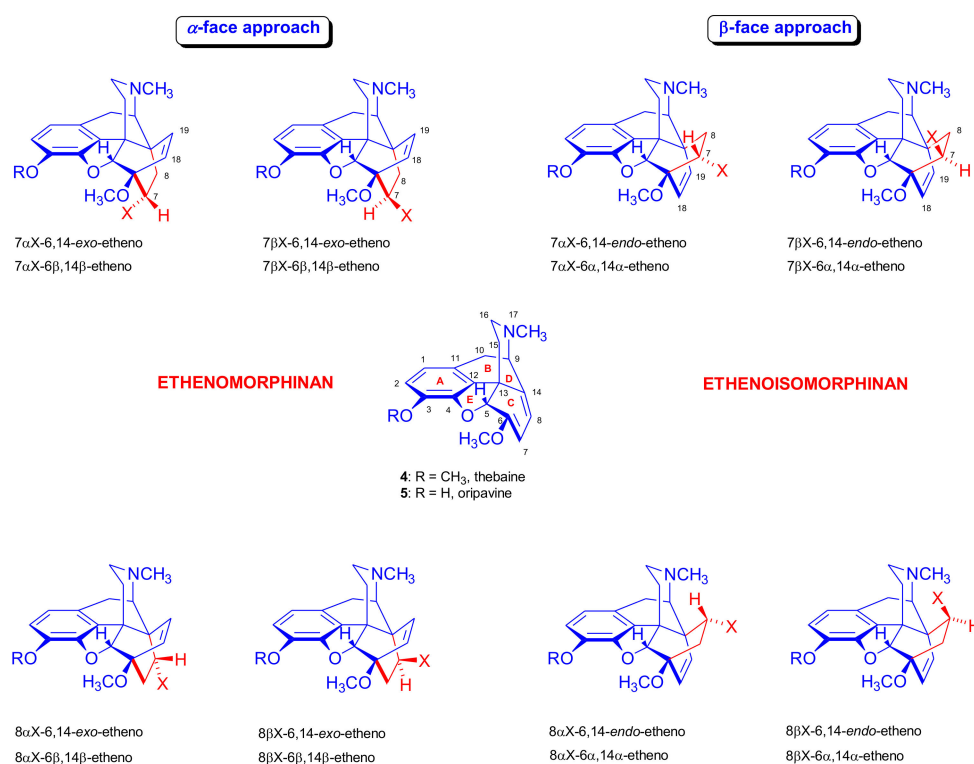 α-face approach
β-face approach
NCH3
19
18
8
7
H
O
RO
H3CO
X
H
7αX-6,14-exo-etheno
7αX-6β,14β-etheno
NCH3
19
18
8
7
H
O
RO
H3CO
H
X
7βX-6,14-exo-etheno
7βX-6β,14β-etheno
NCH3
H
8
7
H
X
O
19
RO
H3CO
18
7αX-6,14-endo-etheno
7αX-6α,14α-etheno
NCH3
X
8
7
H
H
O
19
RO
H3CO
18
7βX-6,14-endo-etheno
7βX-6α,14α-etheno
ETHENOMORPHINAN
16
17
NCH3
15
10
9
11
B
1
A
12
H
D
2
13
14
E
C
3
4
O
5
6
8
RO
H3CO
7
4: R = CH3, thebaine
5: R = H, oripavine
ETHENOISOMORPHINAN
NCH3
H
H
O
RO
X
H3CO
8αX-6,14-exo-etheno
8αX-6β,14β-etheno
NCH3
H
X
O
RO
H
H3CO
8βX-6,14-exo-etheno
8βX-6β,14β-etheno
NCH3
H
X
H
O
RO
H3CO
8αX-6,14-endo-etheno
8αX-6α,14α-etheno
NCH3
X
H
H
O
RO
H3CO
8βX-6,14-endo-etheno
8βX-6α,14α-etheno